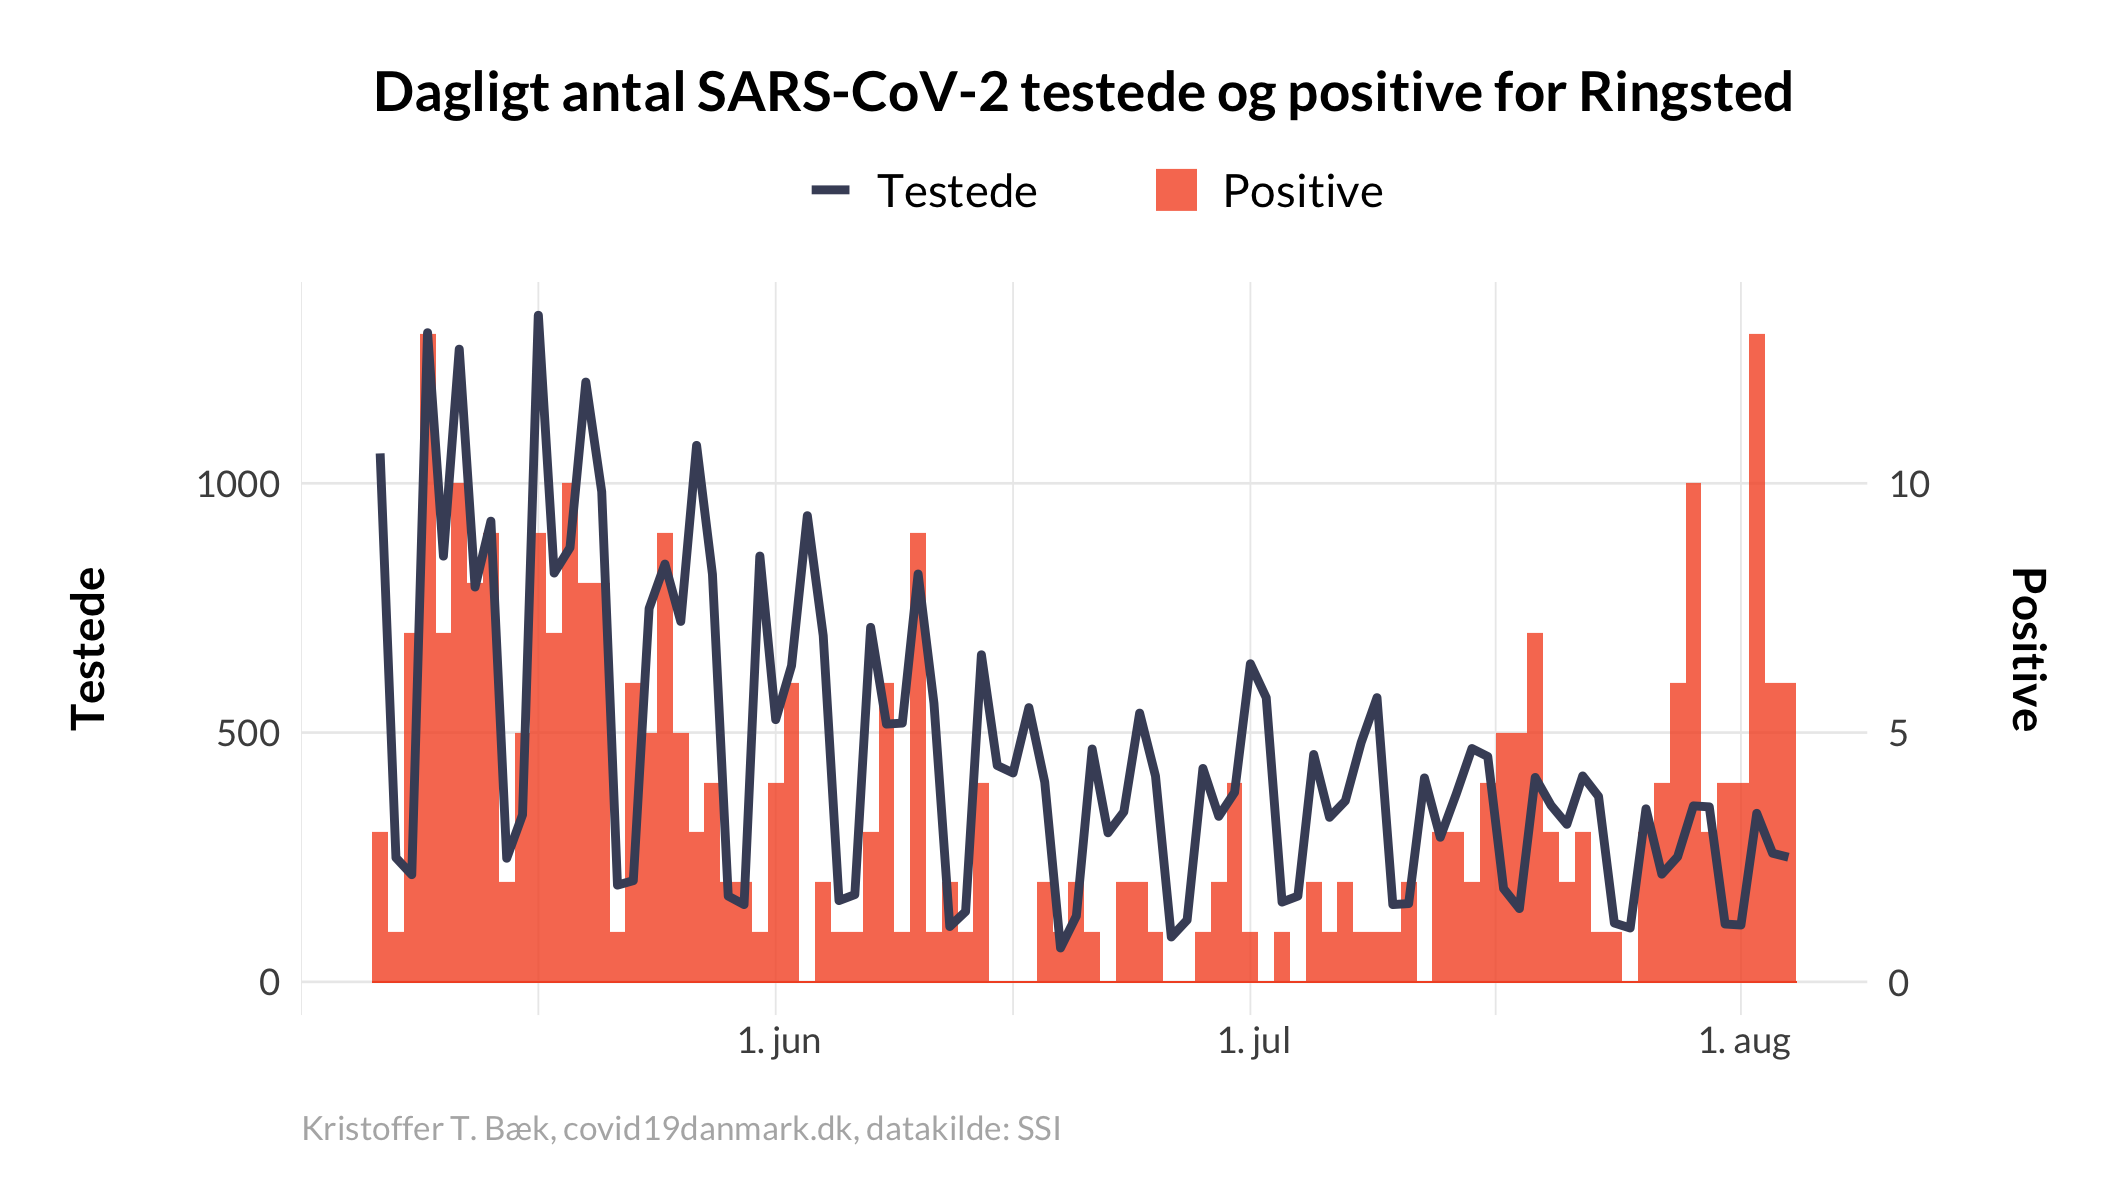 Dagligt antal SARS-CoV-2 testede og positive for Ringsted
Testede
Positive
1000
500
0
10
5
0
Testede
Positive
1. jun
1. jul
1. aug
Kristoffer T. Bæk, covid19danmark.dk, datakilde: SSI